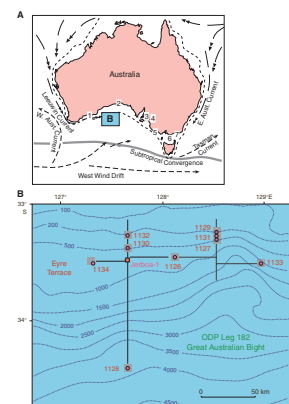 A
Australia
Leeuwin Current
W. Aust. Current
E. Aust. Current
Tasman Current
1
2
3
4
5
6
B
Subtropical Convergence
West Wind Drift
B
127°
128°
129°E
33°
S
100
200
500
1129
1132
1131
1130
1127
Eyre
Terrace
1134
Jerboa-1
1126
1133
1000
1500
34°
2000
2500
3000
3500
4000
ODP Leg 182
Great Australian Bight
1128
4500
0
50 km